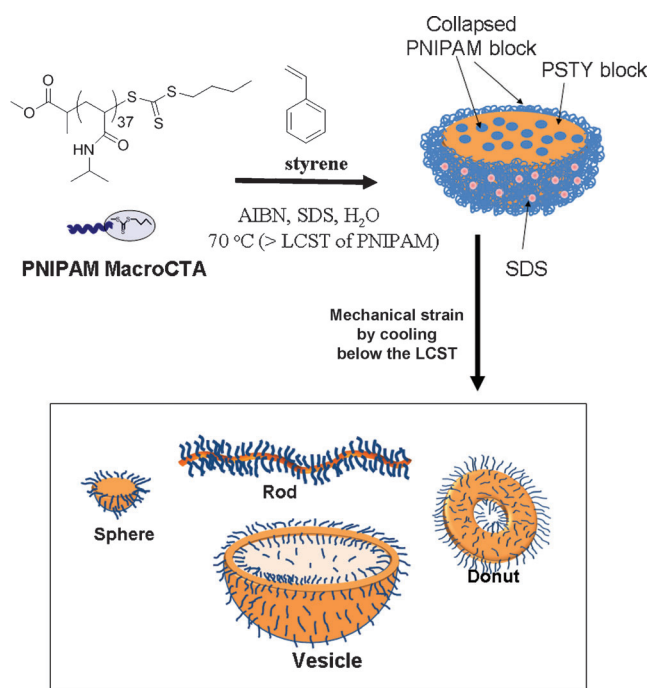 Collapsed
PNIPAM block
PSTY block
O
O
S
S
S
37
O
NH
styrene
AIBN, SDS, H₂O
70 °C (> LCST of PNIPAM)
PNIPAM MacroCTA
SDS
Mechanical strain
by cooling
below the LCST
Sphere
Rod
Donut
Vesicle